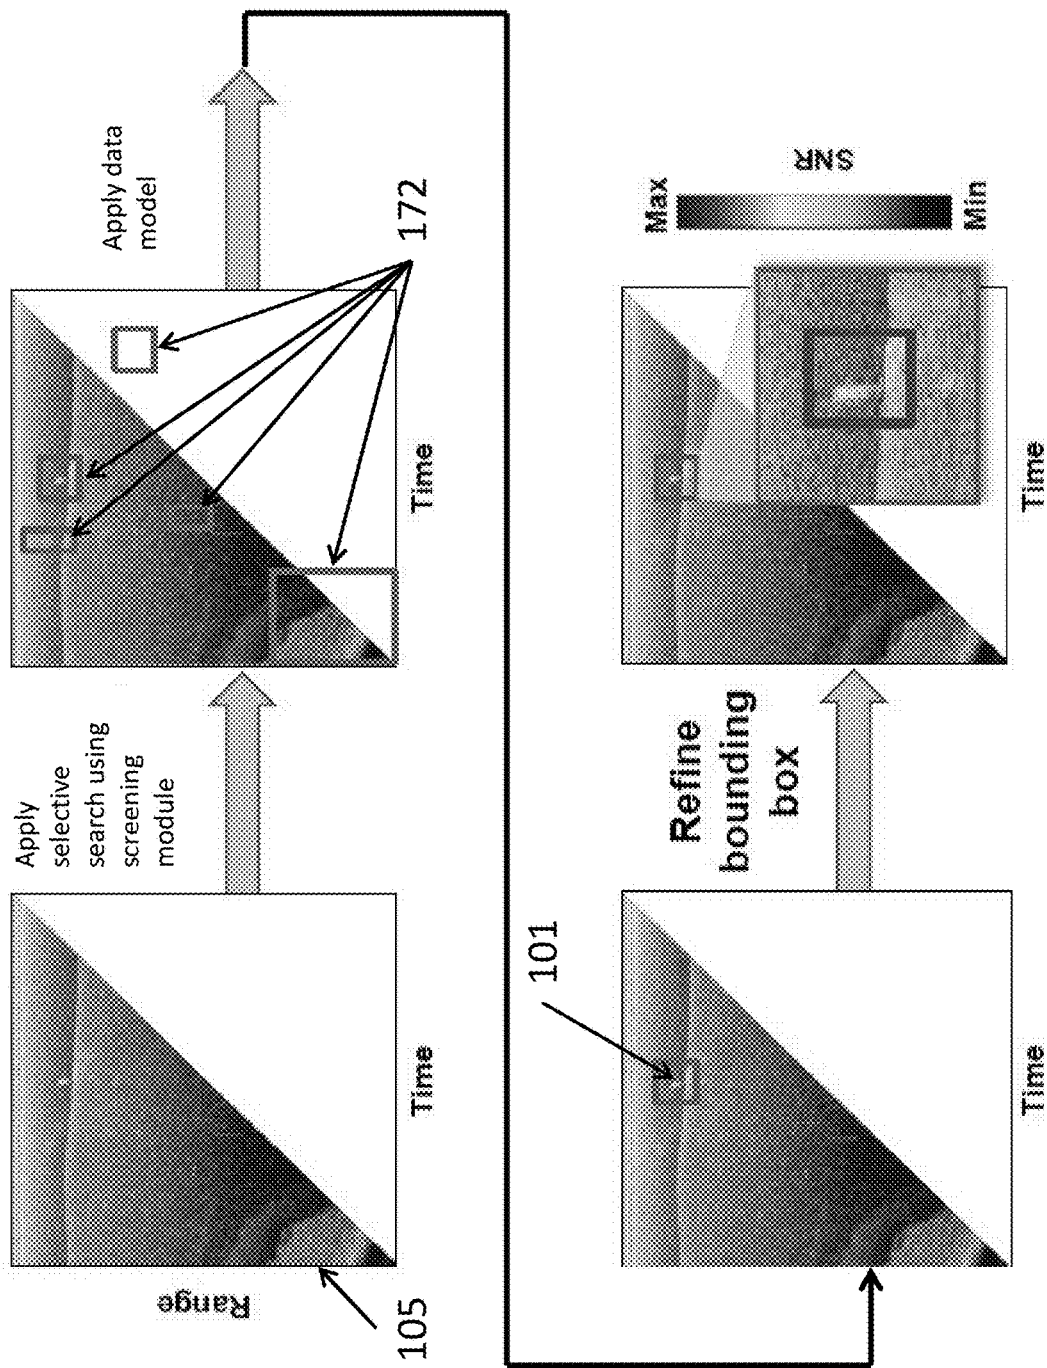 Range
105
Time
Apply
selective
search using
screening
module
Time
Apply data
model
172
101
Time
Refine
bounding
box
Time
Max
SNR
Min